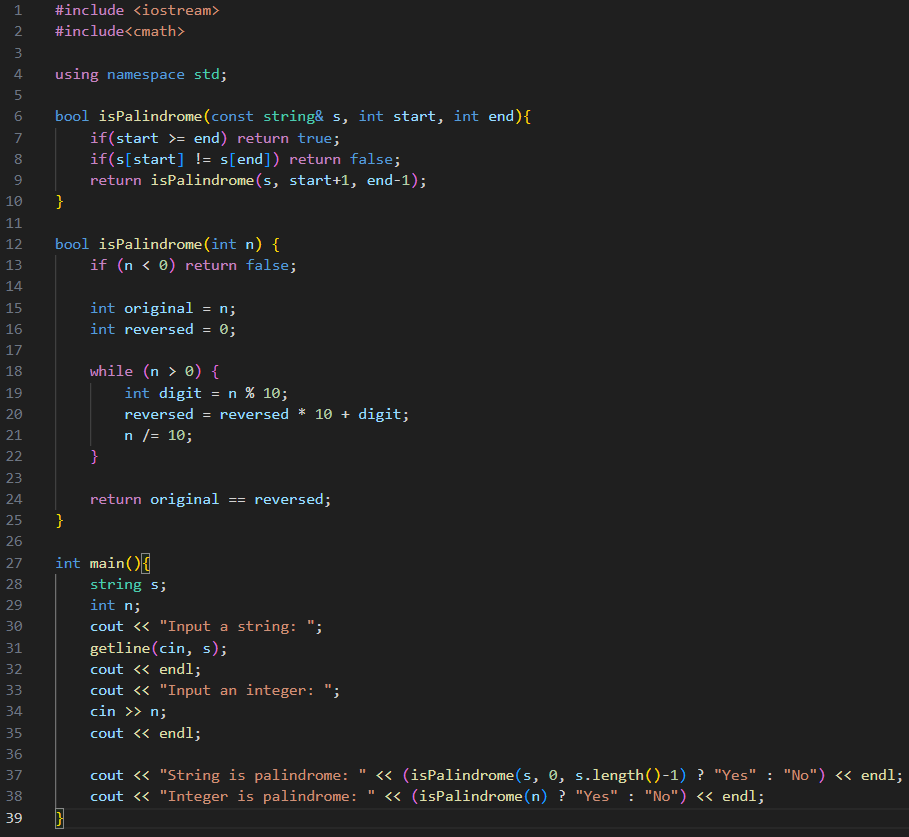 1 #include <iostream>
2 #include<cmath>
3
4 using namespace std;
5
6 bool isPalindrome(const string& s, int start, int end){
7     if(start >= end) return true;
8     if(s[start] != s[end]) return false;
9     return isPalindrome(s, start+1, end-1);
10 }
11
12 bool isPalindrome(int n) {
13     if (n < 0) return false;
14
15     int original = n;
16     int reversed = 0;
17
18     while (n > 0) {
19         int digit = n % 10;
20         reversed = reversed * 10 + digit;
21         n /= 10;
22     }
23
24     return original == reversed;
25 }
26
27 int main(){
28     string s;
29     int n;
30     cout << "Input a string: ";
31     getline(cin, s);
32     cout << endl;
33     cout << "Input an integer: ";
34     cin >> n;
35     cout << endl;
36
37     cout << "String is palindrome: " << (isPalindrome(s, 0, s.length()-1) ? "Yes" : "No") << endl;
38     cout << "Integer is palindrome: " << (isPalindrome(n) ? "Yes" : "No") << endl;
39 }